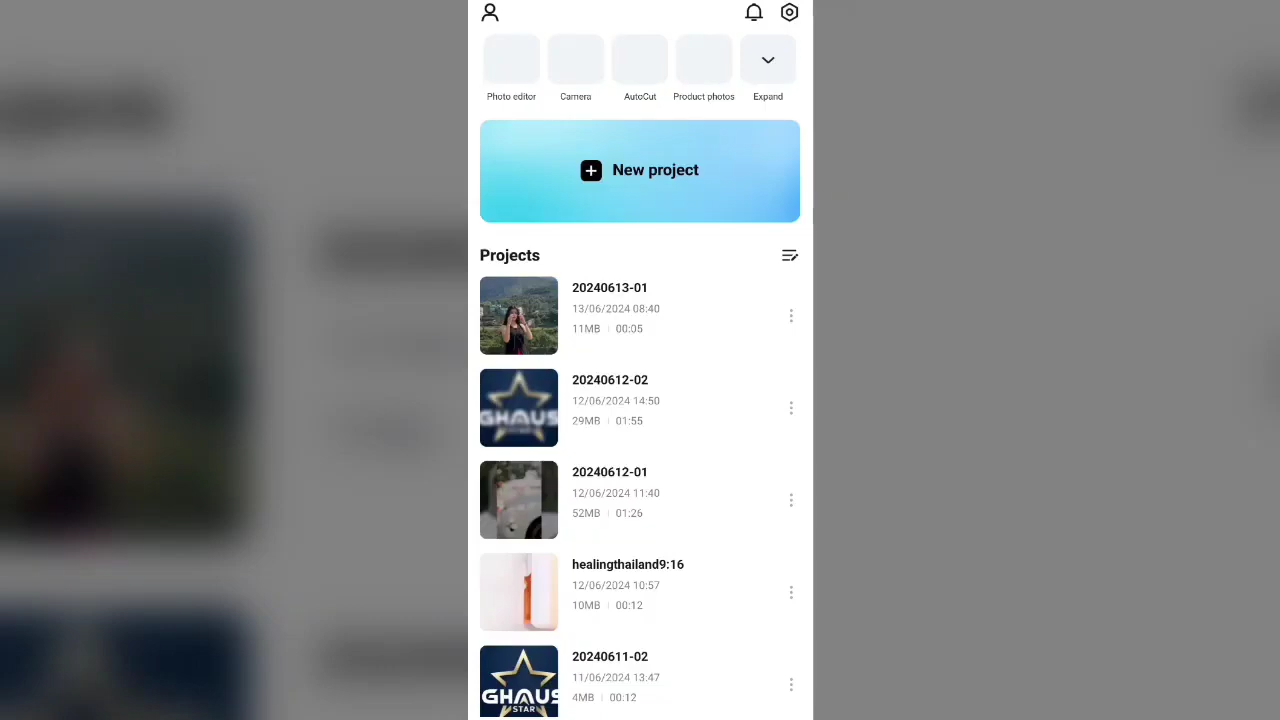 Photo editor
Camera
AutoCut
Product photos
Expand
New project
Projects
20240613-01
13/06/2024 08:40
11MB
00:05
20240612-02
12/06/2024 14:50
29MB
01:55
GHAUS
20240612-01
12/06/2024 11:40
52MB
01:26
healingthailand9:16
12/06/2024 10:57
10MB
00:12
20240611-02
11/06/2024 13:47
4MB
00:12
GHAUS
STAR